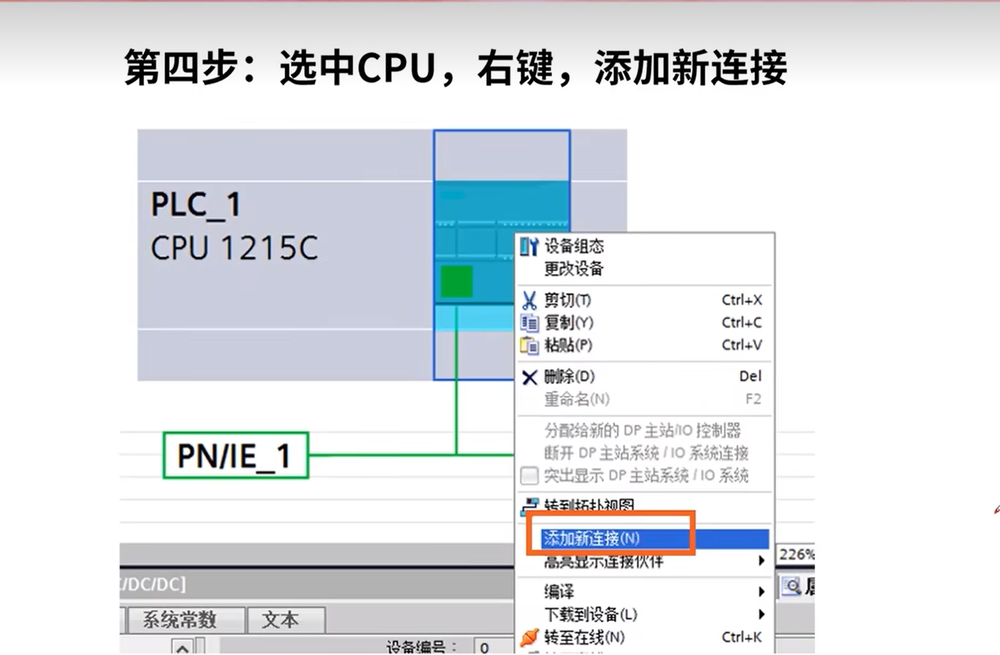 第四步：选中CPU，右键，添加新连接
PLC_1
CPU 1215C
设备组态
更改设备
剪切(T) Ctrl+X
复制(Y) Ctrl+C
粘贴(P) Ctrl+V
删除(D) Del
重命名(N) F2
分配给新的 DP 主站/IO 控制器
断开 DP 主站系统 / IO 系统连接
突出显示 DP 主站系统 / IO 系统
转到拓扑视图
添加新连接(N)
高亮显示连接伙伴
编译
下载到设备(L)
转至在线(N) Ctrl+K
PN/IE_1
226%
/DC/DC]
系统常数 文本
设备编号： 0